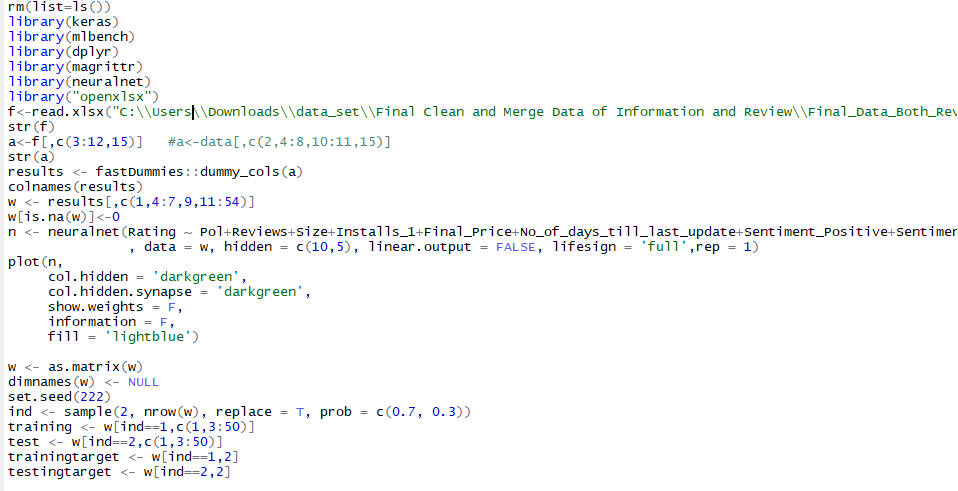 rm(list=ls())
library(keras)
library(mlbench)
library(dplyr)
library(magrittr)
library(neuralnet)
library("openxlsx")
f<-read.xlsx("C:\\Users\\Downloads\\data_set\\Final Clean and Merge Data of Information and Review\\Final_Data_Both_Rev
str(f)
a<-f[,c(3:12,15)]   #a<-data[,c(2,4:8,10:11,15)]
str(a)
results <- fastDummies::dummy_cols(a)
colnames(results)
w <- results[,c(1,4:7,9,11:54)]
w[is.na(w)]<-0
n <- neuralnet(Rating ~ Pol+Reviews+Size+Installs_1+Final_Price+No_of_days_till_last_update+Sentiment_Positive+Sentimen
, data = w, hidden = c(10,5), linear.output = FALSE, lifesign = 'full',rep = 1)
plot(n,
col.hidden = 'darkgreen',
col.hidden.synapse = 'darkgreen',
show.weights = F,
information = F,
fill = 'lightblue')
w <- as.matrix(w)
dimnames(w) <- NULL
set.seed(222)
ind <- sample(2, nrow(w), replace = T, prob = c(0.7, 0.3))
training <- w[ind==1,c(1,3:50)]
test <- w[ind==2,c(1,3:50)]
trainingtarget <- w[ind==1,2]
testingtarget <- w[ind==2,2]